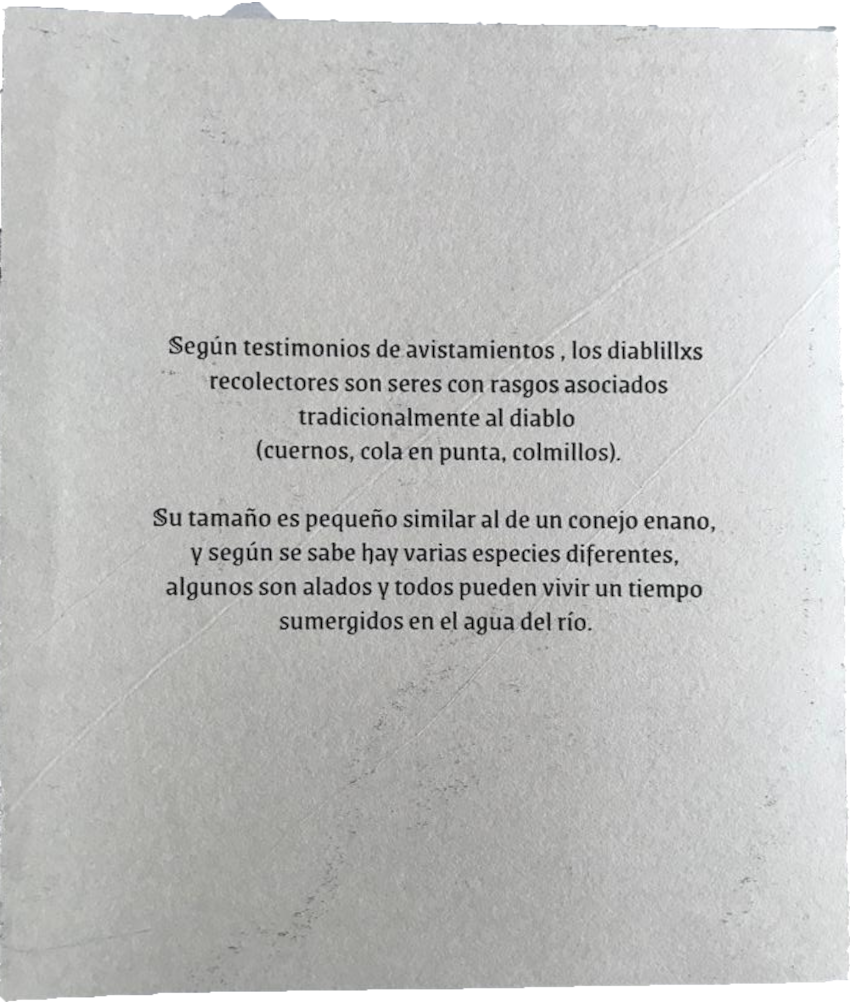 Según testimonios de avistamientos , los diablillxs
recolectores son seres con rasgos asociados
tradicionalmente al diablo
(cuernos, cola en punta, colmillos).
Su tamaño es pequeño similar al de un conejo enano,
y según se sabe hay varias especies diferentes,
algunos son alados y todos pueden vivir un tiempo
sumergidos en el agua del río.